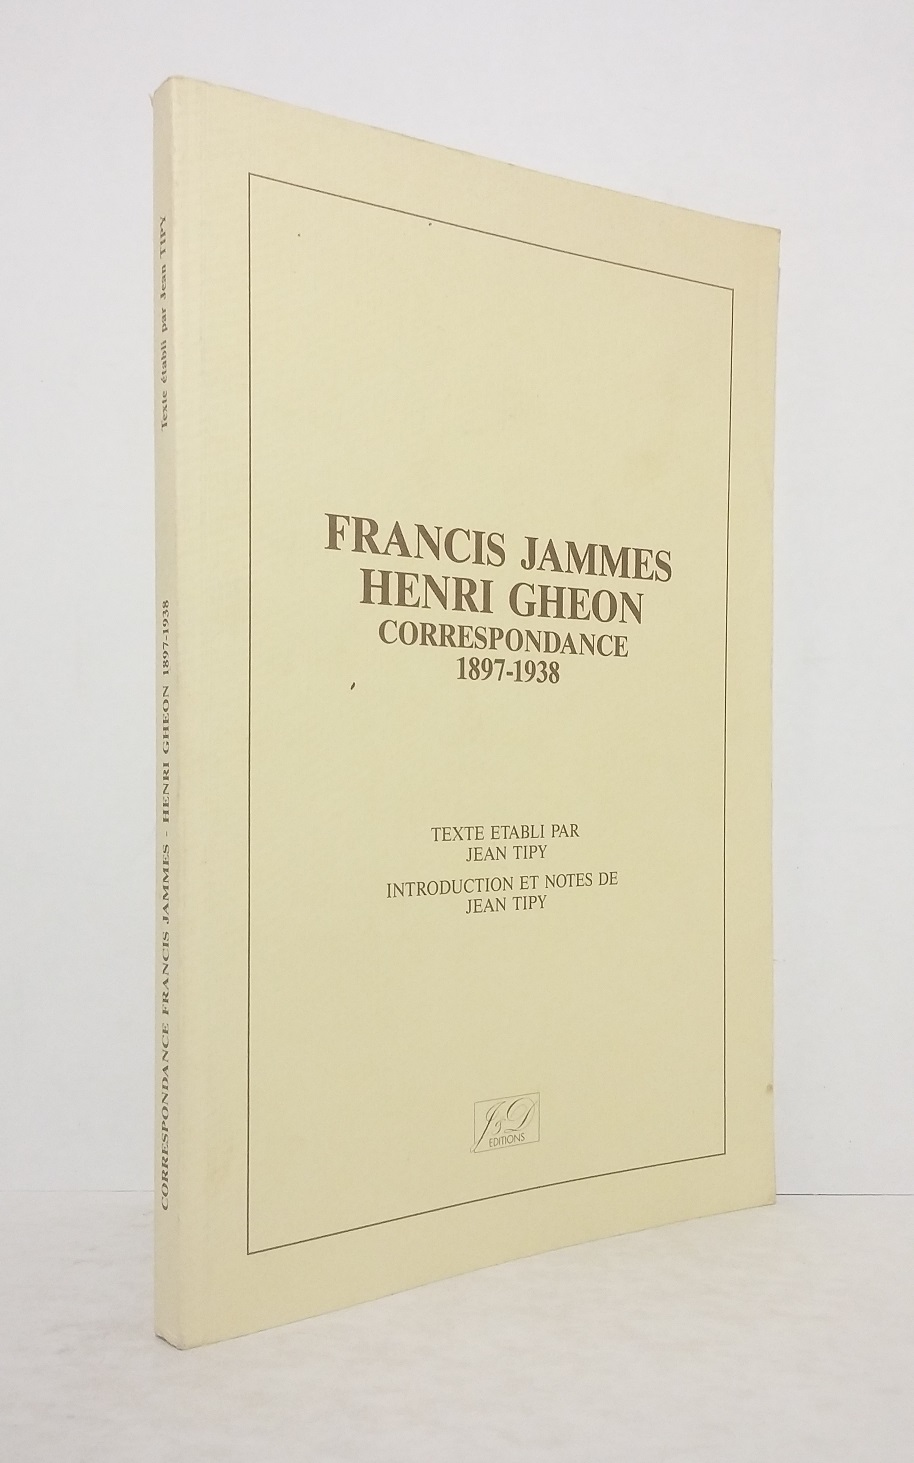 FRANCIS JAMMES
HENRI GHEON
CORRESPONDANCE
1897-1938
TEXTE ETABLI PAR
JEAN TIPY
INTRODUCTION ET NOTES DE
JEAN TIPY
J&D
EDITIONS
CORRESPONDANCE FRANCIS JAMMES - HENRI GHEON 1897-1938 Texte établi par Jean TIPY